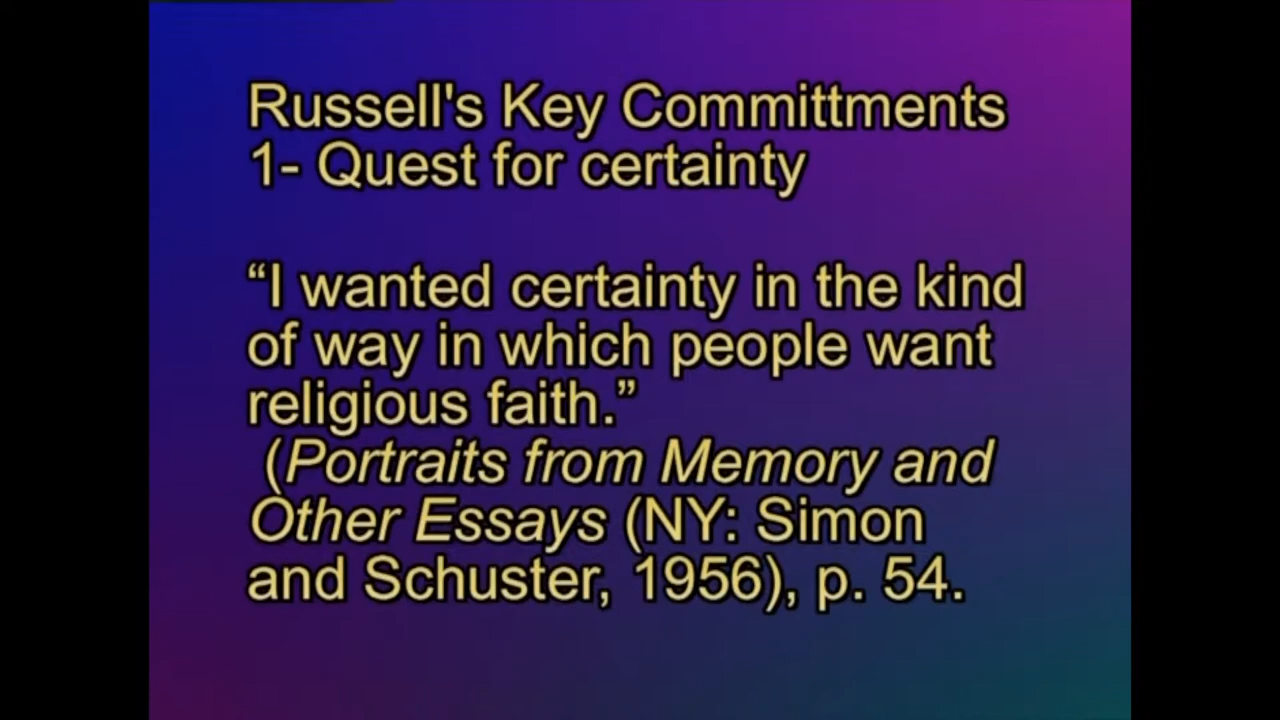 Russell's Key Committments
1- Quest for certainty
“I wanted certainty in the kind
of way in which people want
religious faith.”
(Portraits from Memory and
Other Essays (NY: Simon
and Schuster, 1956), p. 54.